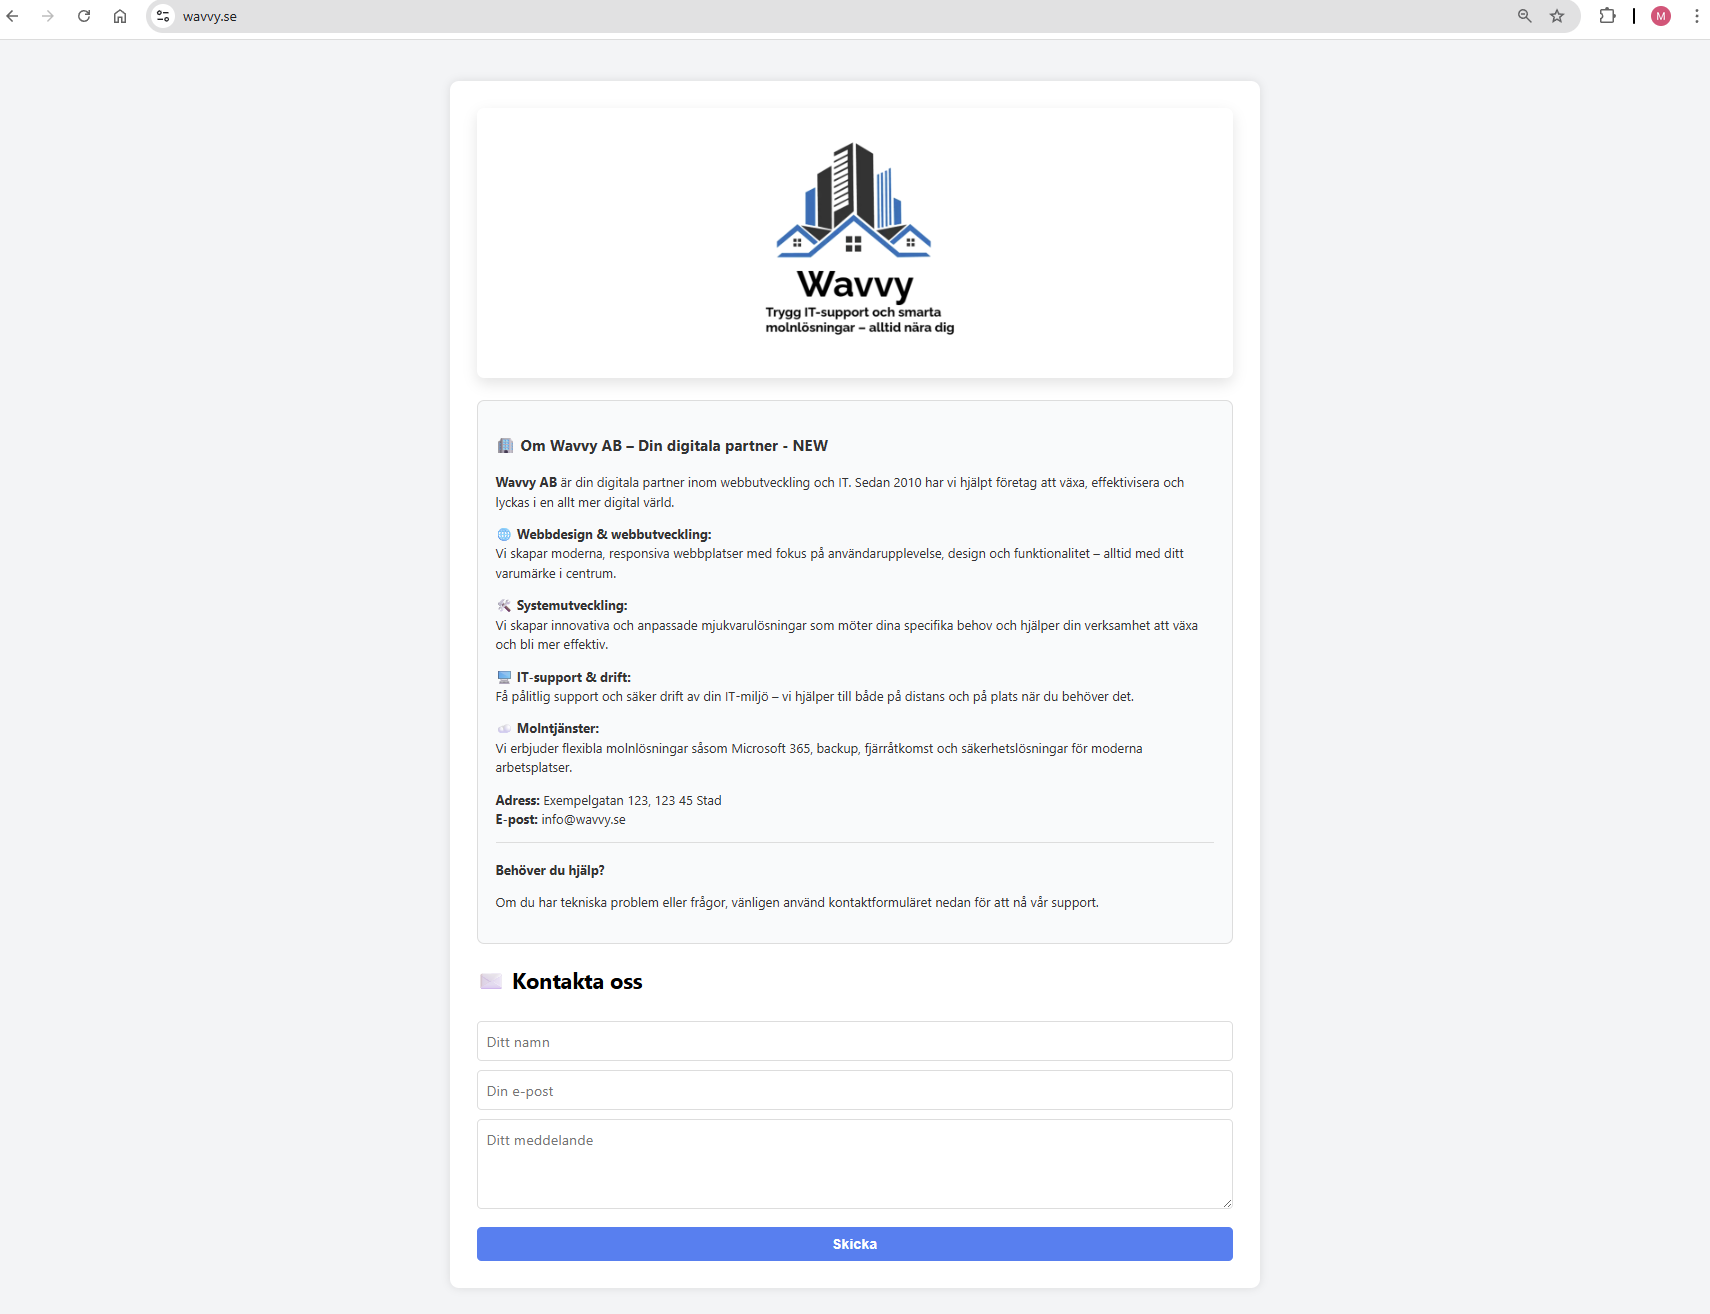 wavvy.se
M
Wavvy
Trygg IT-support och smarta
molnlösningar – alltid nära dig
Om Wavvy AB – Din digitala partner - NEW
Wavvy AB är din digitala partner inom webbutveckling och IT. Sedan 2010 har vi hjälpt företag att växa, effektivisera och
lyckas i en allt mer digital värld.
Webbdesign & webbutveckling:
Vi skapar moderna, responsiva webbplatser med fokus på användarupplevelse, design och funktionalitet – alltid med ditt
varumärke i centrum.
Systemutveckling:
Vi skapar innovativa och anpassade mjukvarulösningar som möter dina specifika behov och hjälper din verksamhet att växa
och bli mer effektiv.
IT-support & drift:
Få pålitlig support och säker drift av din IT-miljö – vi hjälper till både på distans och på plats när du behöver det.
Molntjänster:
Vi erbjuder flexibla molnlösningar såsom Microsoft 365, backup, fjärråtkomst och säkerhetslösningar för moderna
arbetsplatser.
Adress: Exempelgatan 123, 123 45 Stad
E-post: info@wavvy.se
Behöver du hjälp?
Om du har tekniska problem eller frågor, vänligen använd kontaktformuläret nedan för att nå vår support.
Kontakta oss
Ditt namn
Din e-post
Ditt meddelande
Skicka